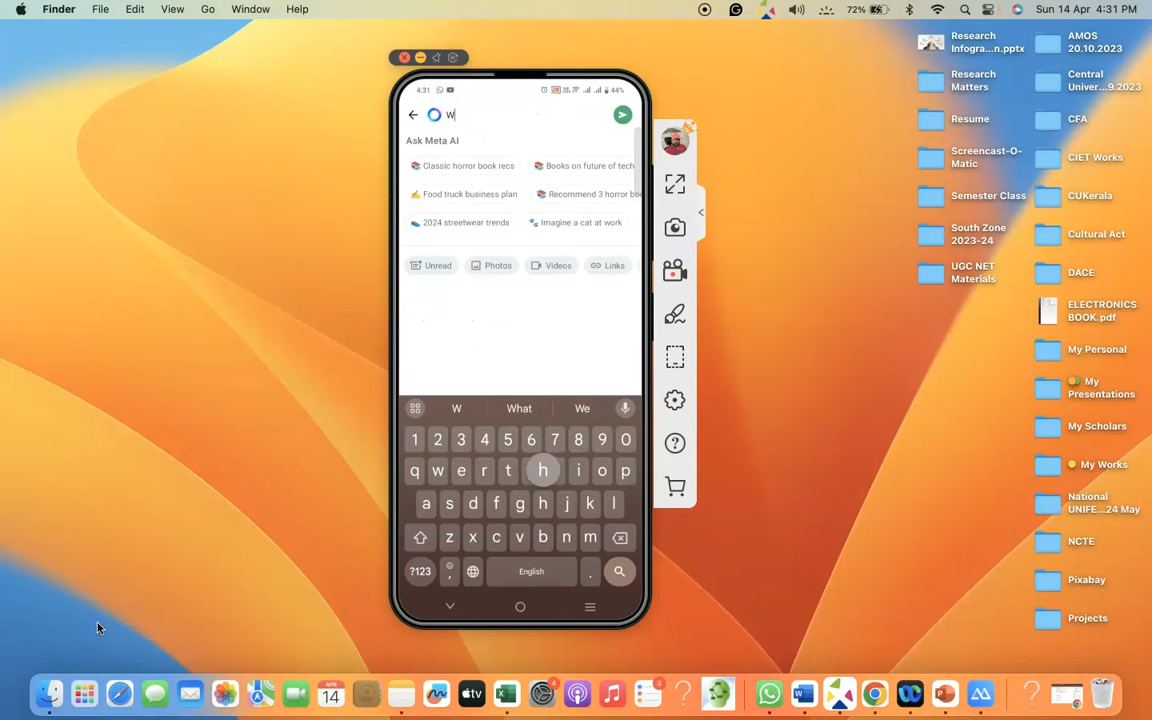 Finder File Edit View Go Window Help
72% Sun 14 Apr 4:31 PM
4:31 44%
W
Ask Meta AI
Classic horror book recs Books on future of tech
Food truck business plan Recommend 3 horror boo
2024 streetwear trends Imagine a cat at work
Unread Photos Videos Links
W What We
1 2 3 4 5 6 7 8 9 0
q w e r t h i o p
a s d f g h j k l
z x c v b n m
?123 , English .
Research
Infogra...n.pptx
Research
Matters
Resume
Screencast-O-
Matic
Semester Class
South Zone
2023-24
UGC NET
Materials
AMOS
20.10.2023
Central
Univer...9.2023
CFA
CIET Works
CUKerala
Cultural Act
DACE
ELECTRONICS
BOOK.pdf
My Personal
My
Presentations
My Scholars
My Works
National
UNIFE...24 May
NCTE
Pixabay
Projects
APR
14
tv
4
3